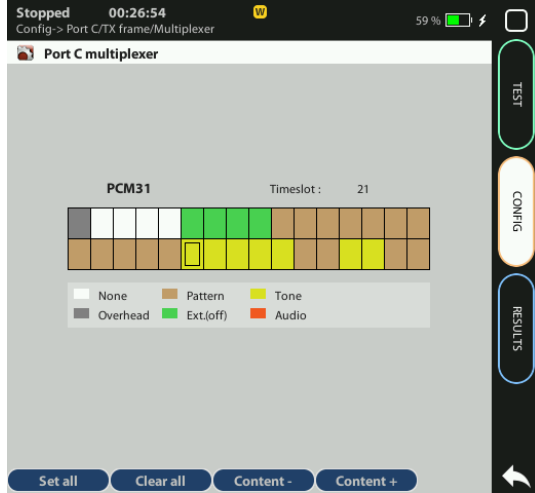 Stopped 00:26:54 W 59 %
Config-> Port C/TX frame/Multiplexer
Port C multiplexer
TEST
PCM31 Timeslot : 21
CONFIG
None Pattern Tone
Overhead Ext.(off) Audio
RESULTS
Set all Clear all Content - Content +